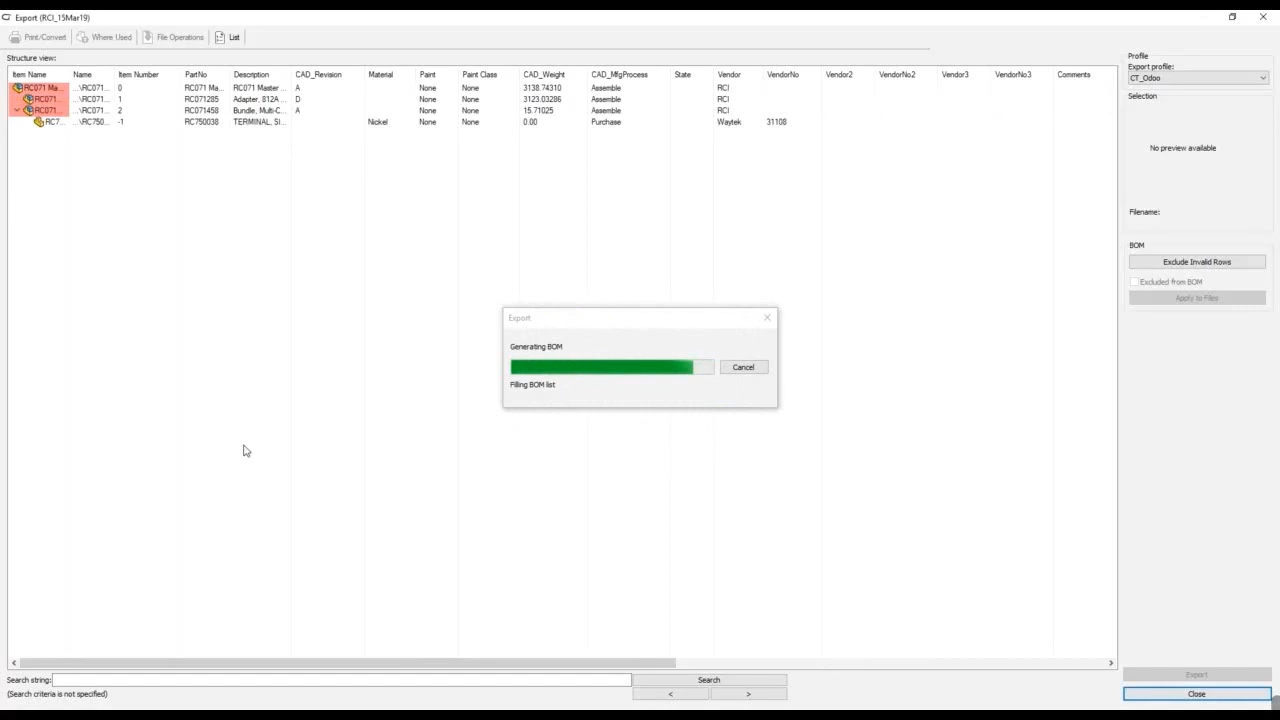 Export (RCI_15Mar19)
Print/Convert Where Used File Operations List
Structure view:
Item Name Name Item Number PartNo Description CAD_Revision Material Paint Paint Class CAD_Weight CAD_MfgProcess State Vendor VendorNo Vendor2 VendorNo2 Vendor3 VendorNo3 Comments
RC071 Ma... ...\RC071... 0 RC071 Ma... RC071 Master ... A None None 3138.74310 Assemble RCI
RC071... ...\RC071... 1 RC071285 Adapter, 812A ... D None None 3123.03286 Assemble RCI
RC071... ...\RC071... 2 RC071458 Bundle, Multi-C... A None None 15.71025 Assemble RCI
RC7... ...\RC750... -1 RC750038 TERMINAL, SI... Nickel None None 0.00 Purchase Waytek 31108
Profile
Export profile:
CT_Odoo
Selection
No preview available
Filename:
BOM
Exclude Invalid Rows
Excluded from BOM
Apply to Files
Export
Generating BOM
Cancel
Filling BOM list
Search string: Search
(Search criteria is not specified) < >
Export
Close